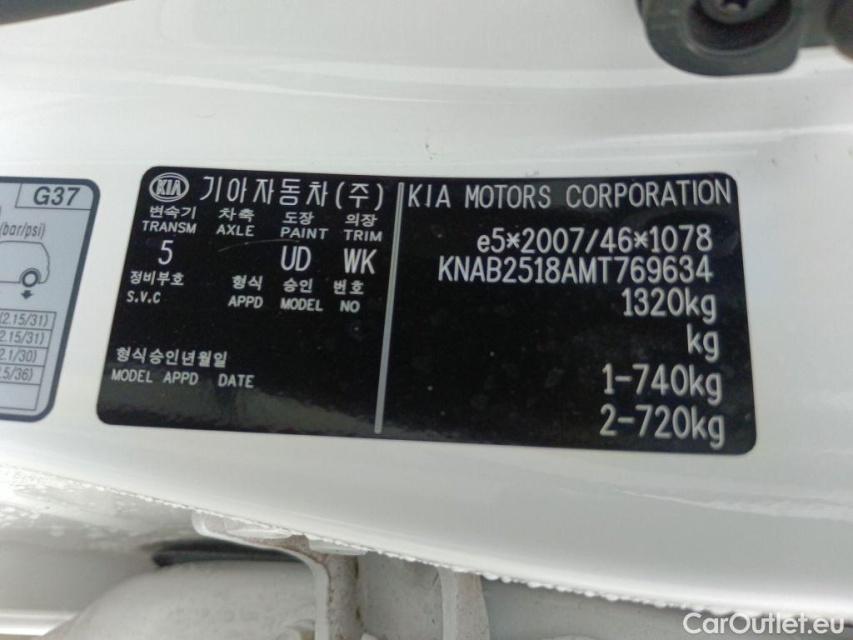 G37
(bar/psi)
(2.15/31)
2.15/31)
2.1/30)
.5/36)
KIA 기아자동차(주)
변속기 차축 도장 의장
TRANSM AXLE PAINT TRIM
5 UD WK
정비부호 형식 승인 번호
S.V.C APPD MODEL NO
형식승인년월일
MODEL APPD DATE
KIA MOTORS CORPORATION
e5*2007/46*1078
KNAB2518AMT769634
1320kg
kg
1-740kg
2-720kg
CarOutlet.eu